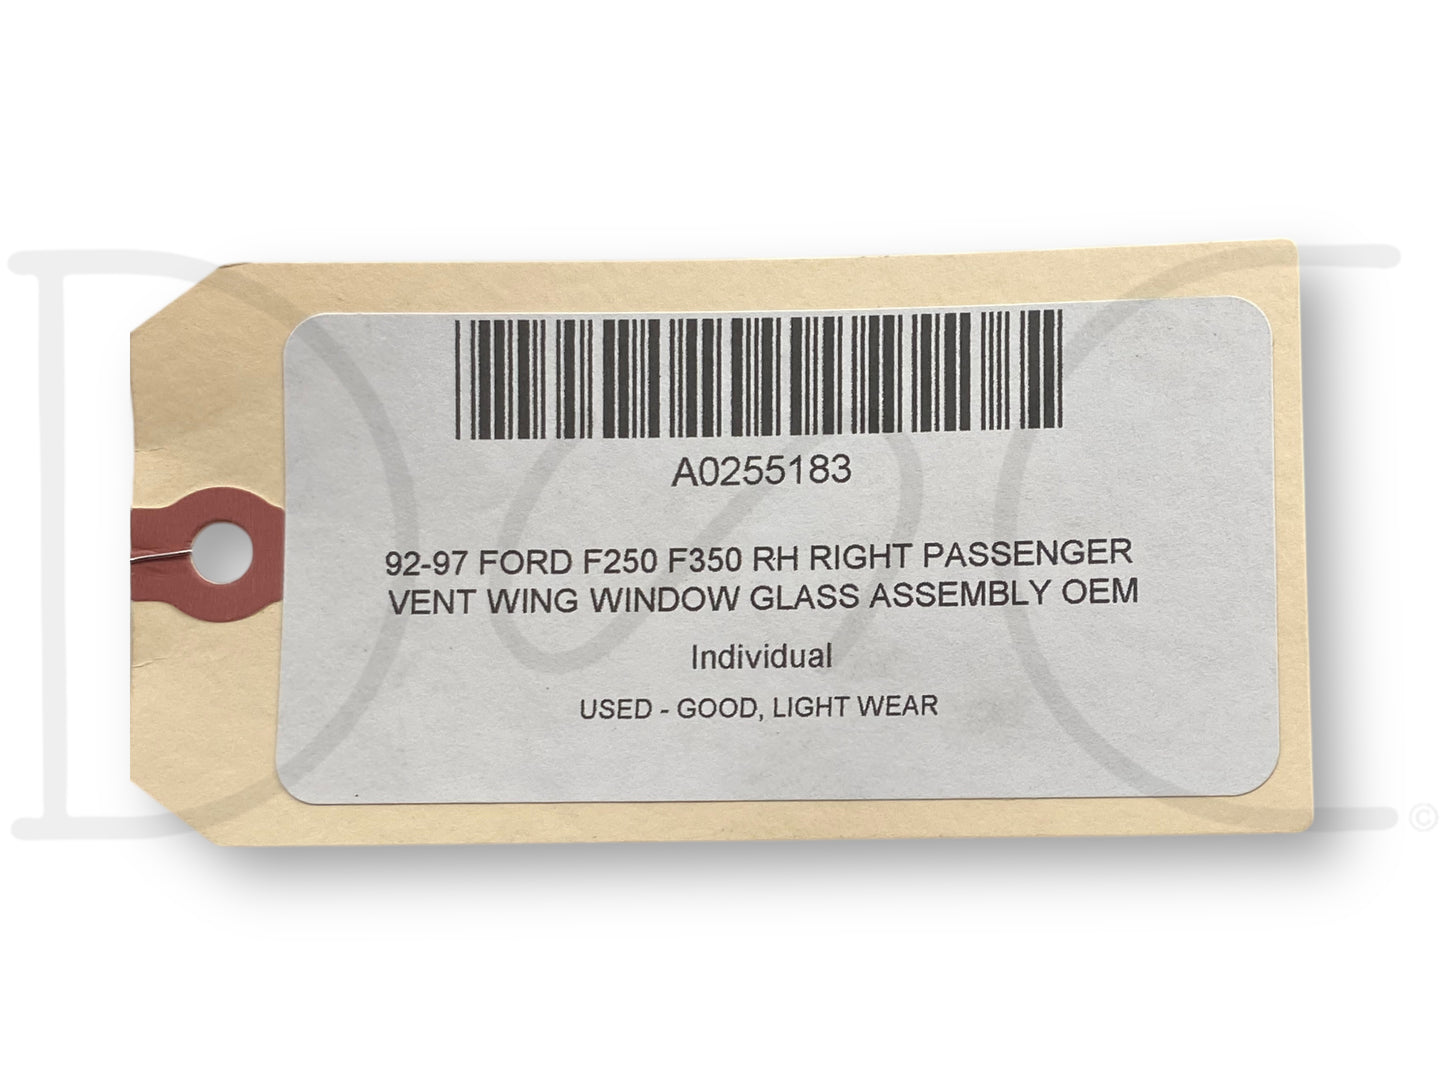 A0255183
92-97 FORD F250 F350 RH RIGHT PASSENGER
VENT WING WINDOW GLASS ASSEMBLY OEM
Individual
USED - GOOD, LIGHT WEAR
©